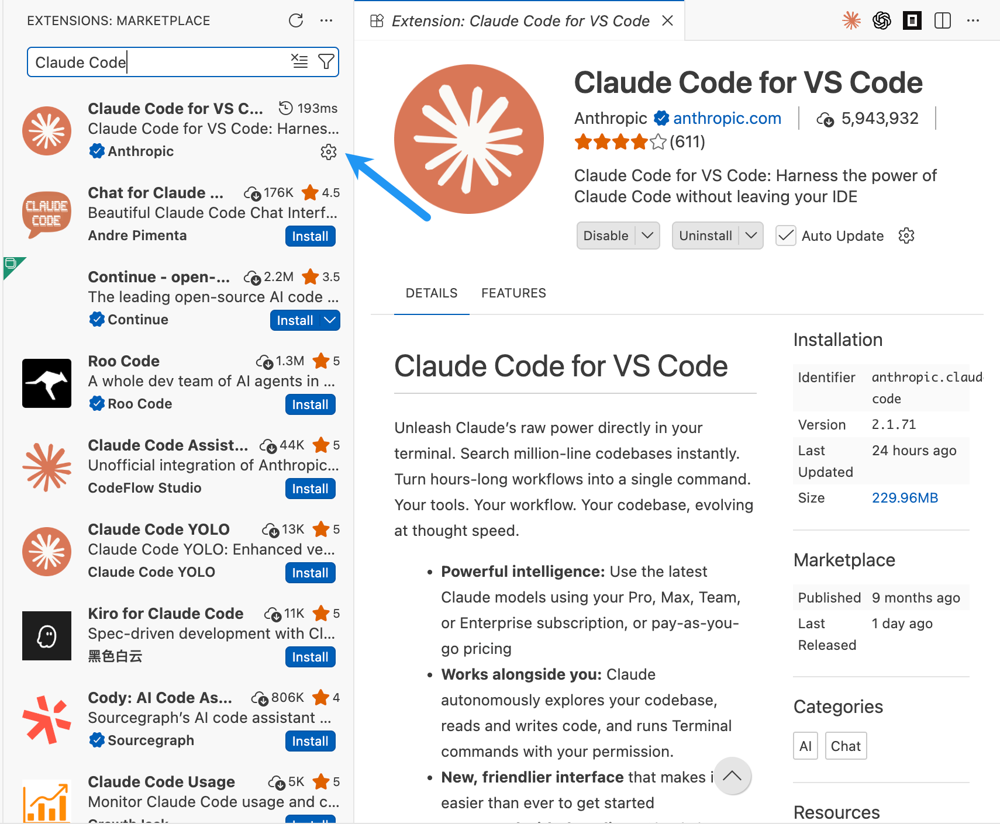 EXTENSIONS: MARKETPLACE
Claude Code
Claude Code for VS C... 193ms
Claude Code for VS Code: Harnes...
Anthropic
CLAUDE
CODE
Chat for Claude ... 176K 4.5
Beautiful Claude Code Chat Interf...
Andre Pimenta Install
Continue - open-... 2.2M 3.5
The leading open-source AI code ...
Continue Install
Roo Code 1.3M 5
A whole dev team of AI agents in ...
Roo Code Install
Claude Code Assist... 44K 5
Unofficial integration of Anthropic...
CodeFlow Studio Install
Claude Code YOLO 13K 5
Claude Code YOLO: Enhanced ve...
Claude Code YOLO Install
Kiro for Claude Code 11K 5
Spec-driven development with Cl...
黑色白云 Install
Cody: AI Code As... 806K 4
Sourcegraph's AI code assistant ...
Sourcegraph Install
Claude Code Usage 5K 5
Monitor Claude Code usage and c...
Extension: Claude Code for VS Code
Claude Code for VS Code
Anthropic anthropic.com 5,943,932
(611)
Claude Code for VS Code: Harness the power of
Claude Code without leaving your IDE
Disable Uninstall Auto Update
DETAILS FEATURES
Claude Code for VS Code
Unleash Claude’s raw power directly in your
terminal. Search million-line codebases instantly.
Turn hours-long workflows into a single command.
Your tools. Your workflow. Your codebase, evolving
at thought speed.
• Powerful intelligence: Use the latest
Claude models using your Pro, Max, Team,
or Enterprise subscription, or pay-as-you-
go pricing
• Works alongside you: Claude
autonomously explores your codebase,
reads and writes code, and runs Terminal
commands with your permission.
• New, friendlier interface that makes i
easier than ever to get started
Installation
Identifier anthropic.claud
code
Version 2.1.71
Last 24 hours ago
Updated
Size 229.96MB
Marketplace
Published 9 months ago
Last 1 day ago
Released
Categories
AI Chat
Resources